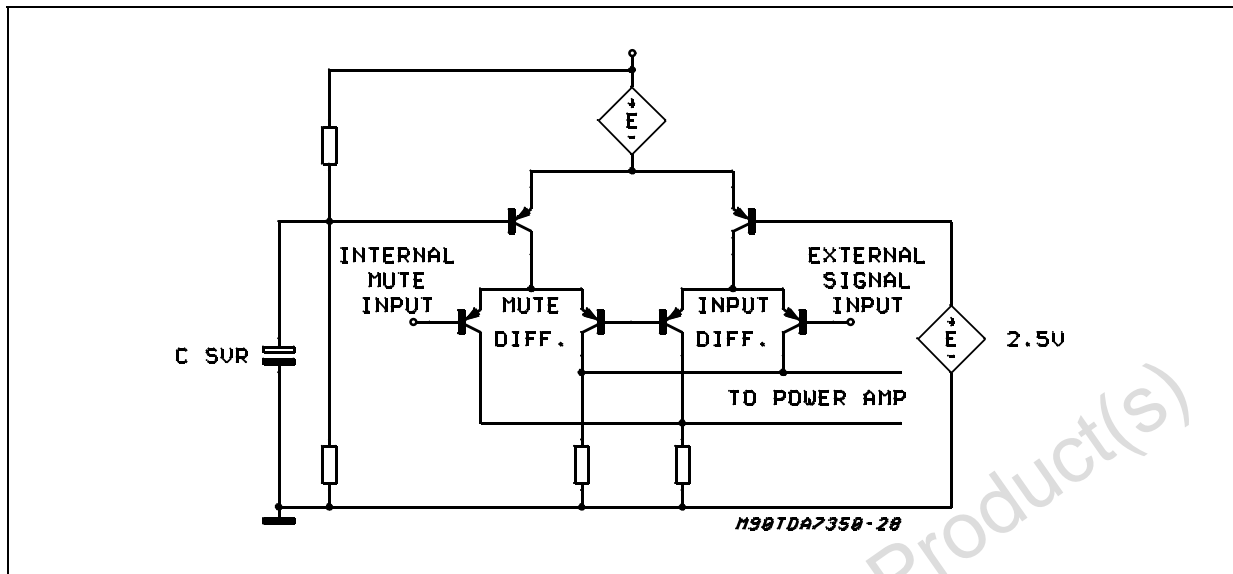 E
INTERNAL
MUTE
INPUT
EXTERNAL
SIGNAL
INPUT
MUTE
DIFF.
INPUT
DIFF.
C SVR
E
2.5V
TO POWER AMP
M90TDA7350-28
Product(s)